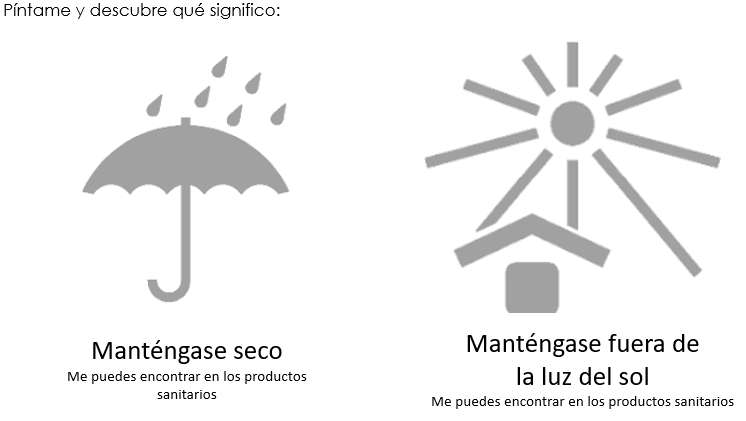 Píntame y descubre qué significo:
Manténgase seco
Me puedes encontrar en los productos
sanitarios
Manténgase fuera de
la luz del sol
Me puedes encontrar en los productos sanitarios